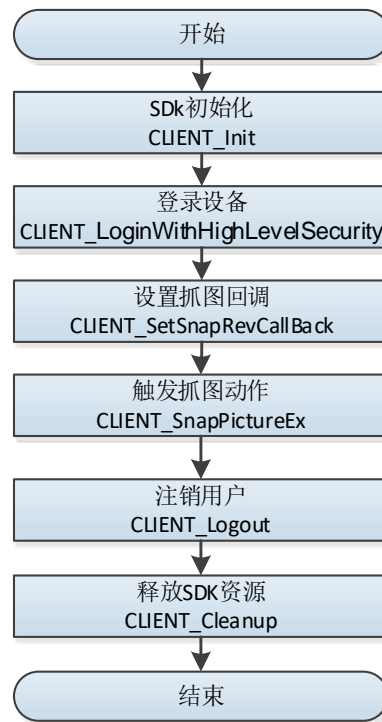 开始
SDk初始化
CLIENT_Init
登录设备
CLIENT_LoginWithHighLevelSecurity
设置抓图回调
CLIENT_SetSnapRevCallBack
触发抓图动作
CLIENT_SnapPictureEx
注销用户
CLIENT_Logout
释放SDK资源
CLIENT_Cleanup
结束